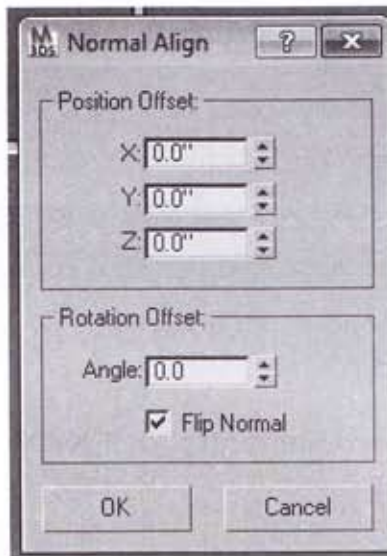 M
3DS Normal Align ?
Position Offset:
X: 0.0"
Y: 0.0"
Z: 0.0"
Rotation Offset:
Angle: 0.0
Flip Normal
OK Cancel